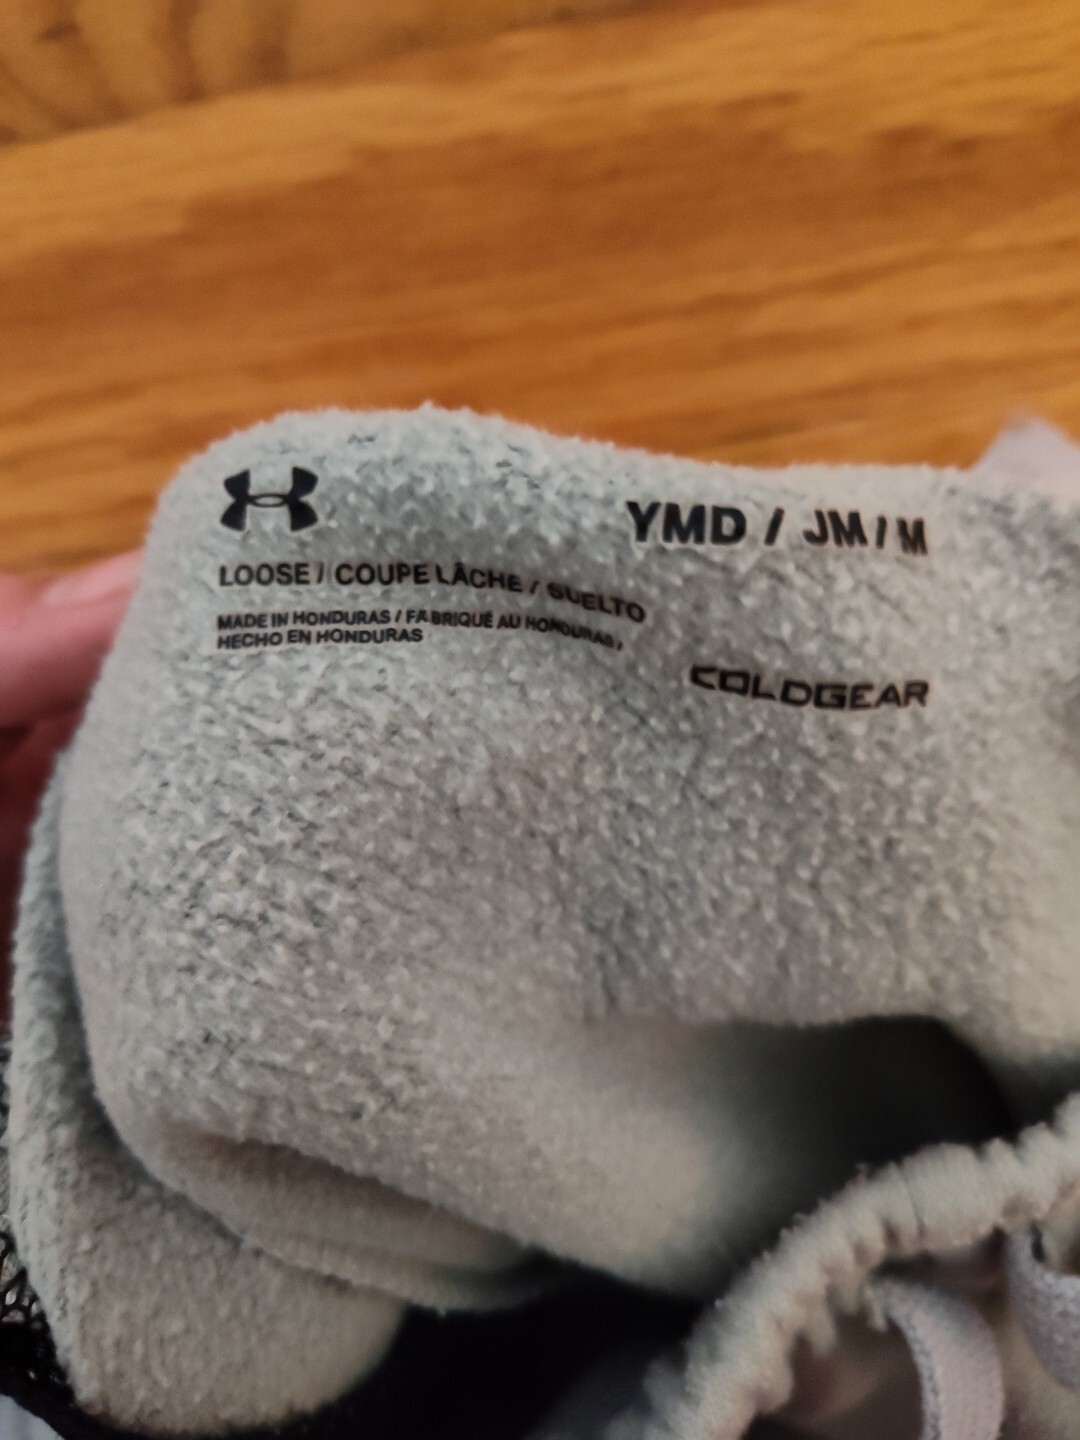 YMD / JM / M
LOOSE / COUPE LÂCHE / SUELTO
MADE IN HONDURAS / FABRIQUÉ AU HONDURAS /
HECHO EN HONDURAS
COLDGEAR